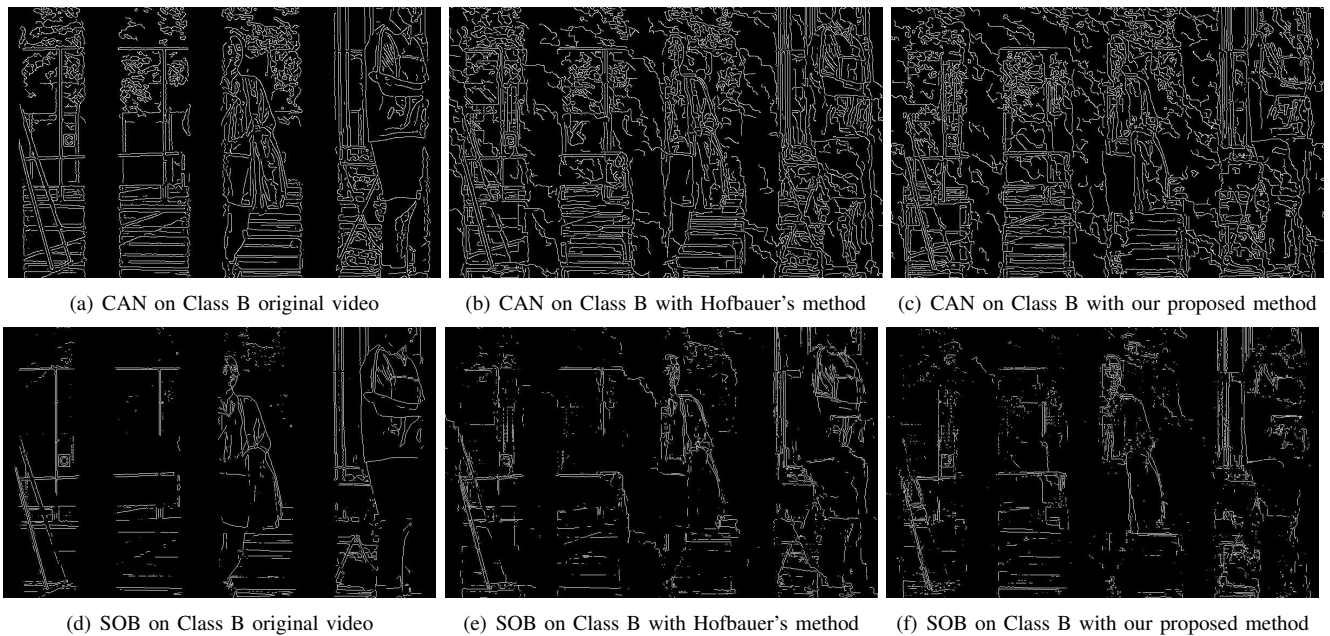 (a) CAN on Class B original video
(b) CAN on Class B with Hofbauer's method
(c) CAN on Class B with our proposed method
(d) SOB on Class B original video
(e) SOB on Class B with Hofbauer's method
(f) SOB on Class B with our proposed method